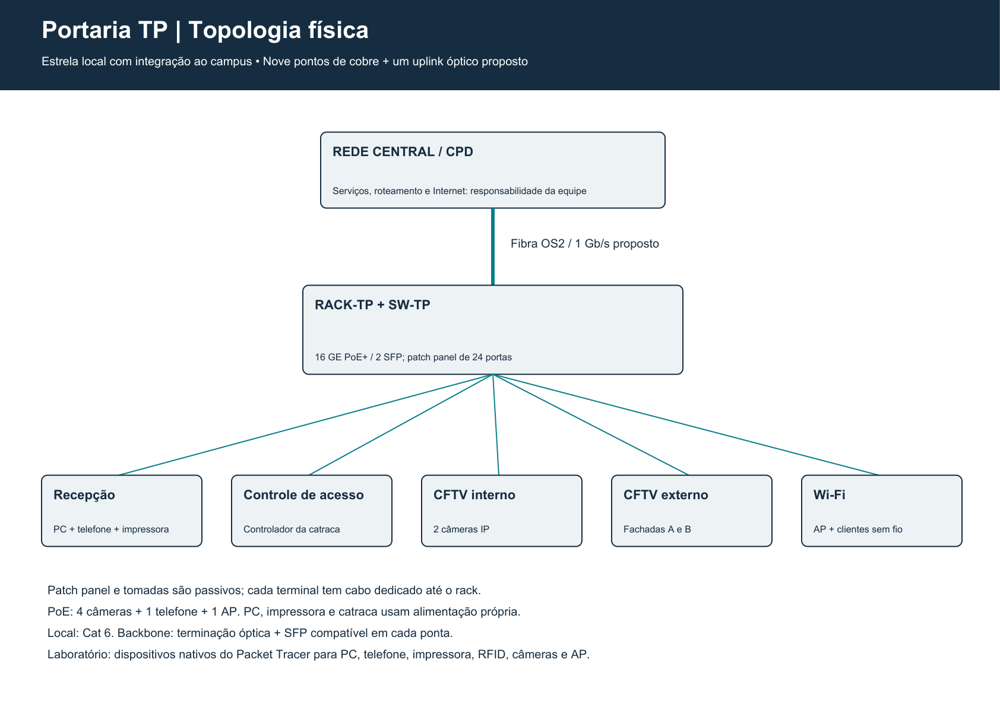 Portaria TP | Topologia física
Estrela local com integração ao campus • Nove pontos de cobre + um uplink óptico proposto
REDE CENTRAL / CPD
Serviços, roteamento e Internet: responsabilidade da equipe
Fibra OS2 / 1 Gb/s proposto
RACK-TP + SW-TP
16 GE PoE+ / 2 SFP; patch panel de 24 portas
Recepção
PC + telefone + impressora
Controle de acesso
Controlador da catraca
CFTV interno
2 câmeras IP
CFTV externo
Fachadas A e B
Wi-Fi
AP + clientes sem fio
Patch panel e tomadas são passivos; cada terminal tem cabo dedicado até o rack.
PoE: 4 câmeras + 1 telefone + 1 AP. PC, impressora e catraca usam alimentação própria.
Local: Cat 6. Backbone: terminação óptica + SFP compatível em cada ponta.
Laboratório: dispositivos nativos do Packet Tracer para PC, telefone, impressora, RFID, câmeras e AP.